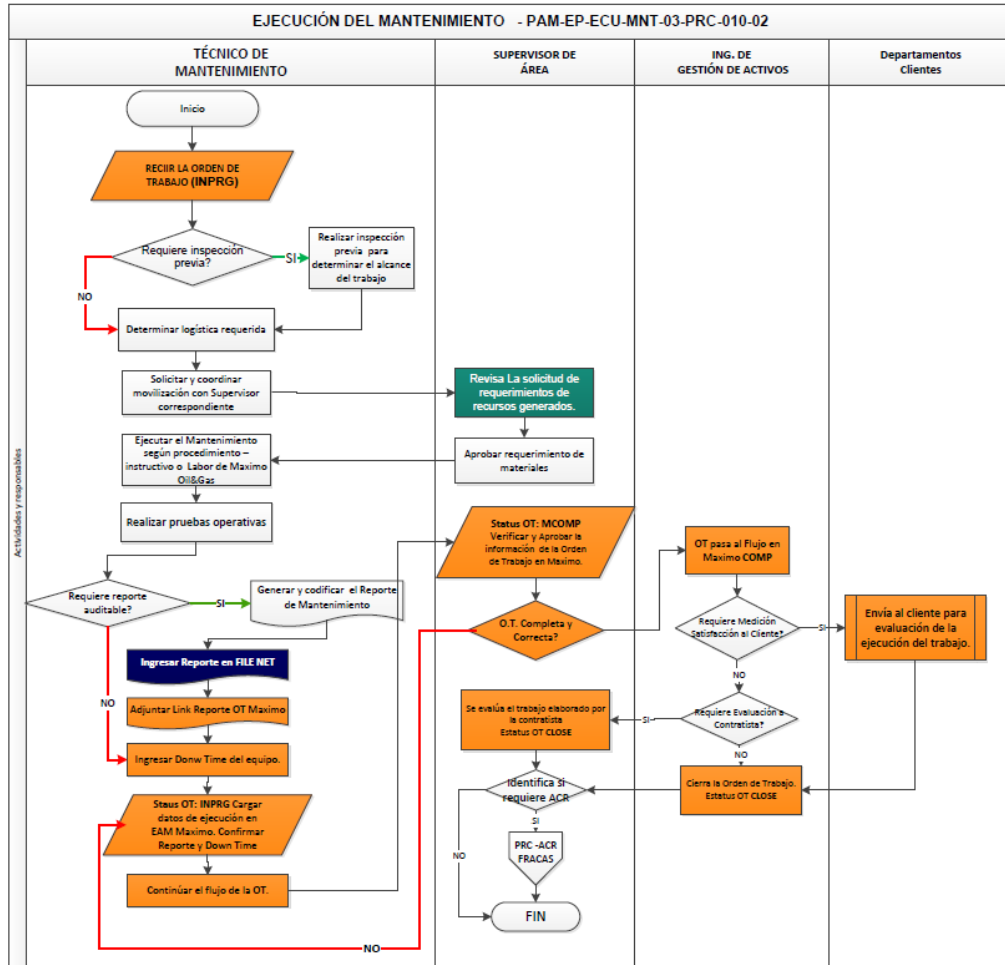 EJECUCIÓN DEL MANTENIMIENTO - PAM-EP-ECU-MNT-03-PRC-010-02
TÉCNICO DE
MANTENIMIENTO
SUPERVISOR DE
ÁREA
ING. DE
GESTIÓN DE ACTIVOS
Departamentos
Clientes
Actividades y responsables
Inicio
RECIIR LA ORDEN DE
TRABAJO (INPRG)
Requiere inspección
previa?
SI
Realizar inspección
previa para
determinar el alcance
del trabajo
NO
Determinar logística requerida
Solicitar y coordinar
movilización con Supervisor
correspondiente
Revisa La solicitud de
requerimientos de
recursos generados.
Ejecutar el Mantenimiento
según procedimiento –
instructivo o Labor de Maximo
Oil&Gas
Aprobar requerimiento de
materiales
Realizar pruebas operativas
Status OT: MCOMP
Verificar y Aprobar la
información de la Orden
de Trabajo en Maximo.
OT pasa al Flujo en
Maximo COMP
Requiere reporte
auditable?
SI
Generar y codificar el Reporte
de Mantenimiento
O.T. Completa y
Correcta?
Requiere Medición
Satisfacción al Cliente?
SI
Envía al cliente para
evaluación de la
ejecución del trabajo.
Ingresar Reporte en FILE NET
NO
NO
Adjuntar Link Reporte OT Maximo
Se evalúa el trabajo elaborado por
la contratista
Estatus OT CLOSE
SI
Requiere Evaluación a
Contratista?
Ingresar Donw Time del equipo.
NO
Identifica si
requiere ACR
Cierra la Orden de Trabajo.
Estatus OT CLOSE
Staus OT: INPRG Cargar
datos de ejecución en
EAM Maximo. Confirmar
Reporte y Down Time
SI
PRC -ACR
FRACAS
NO
Continúar el flujo de la OT.
FIN
NO